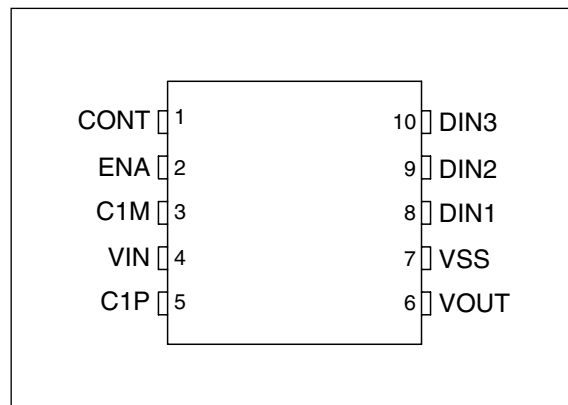 CONT 1 10 DIN3
ENA 2 9 DIN2
C1M 3 8 DIN1
VIN 4 7 VSS
C1P 5 6 VOUT